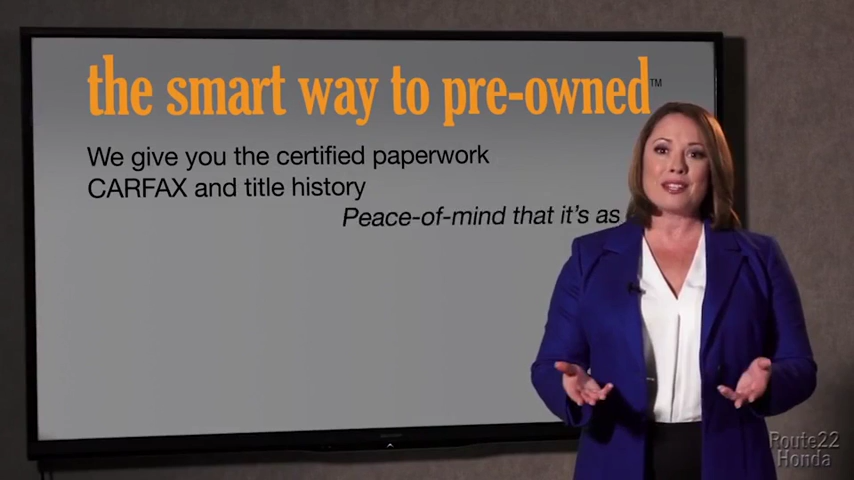 the smart way to pre-owned™
We give you the certified paperwork
CARFAX and title history
Peace-of-mind that it's as
Route22
Honda